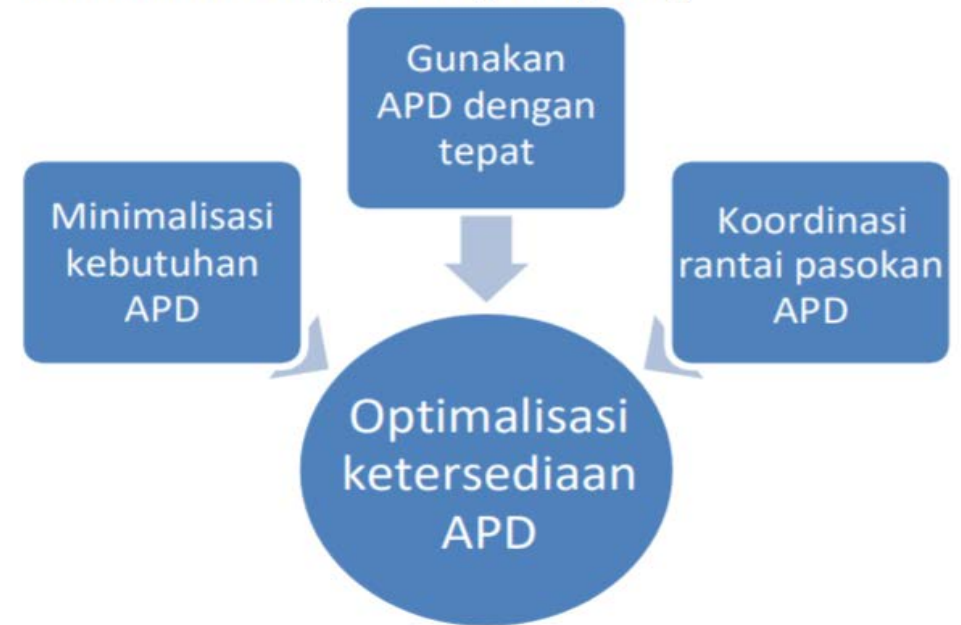 Gunakan
APD dengan
tepat
Minimalisasi
kebutuhan
APD
Koordinasi
rantai pasokan
APD
Optimalisasi
ketersediaan
APD